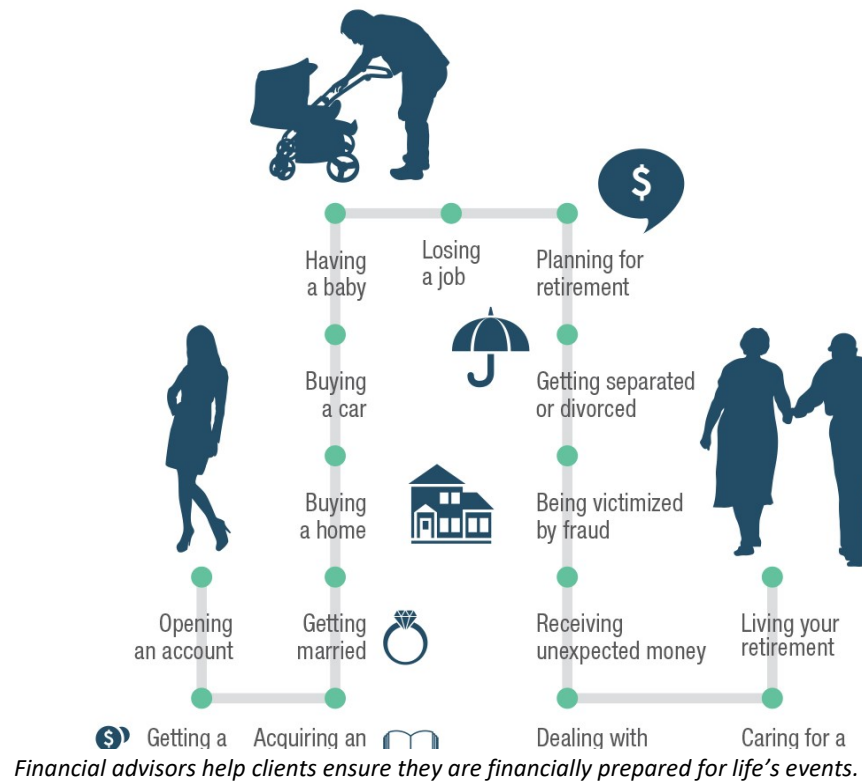 $
Having
a baby
Losing
a job
Planning for
retirement
Buying
a car
Getting separated
or divorced
Buying
a home
Being victimized
by fraud
Opening
an account
Getting
married
Receiving
unexpected money
Living your
retirement
$
Getting a
Acquiring an
Dealing with
Caring for a
Financial advisors help clients ensure they are financially prepared for life’s events.